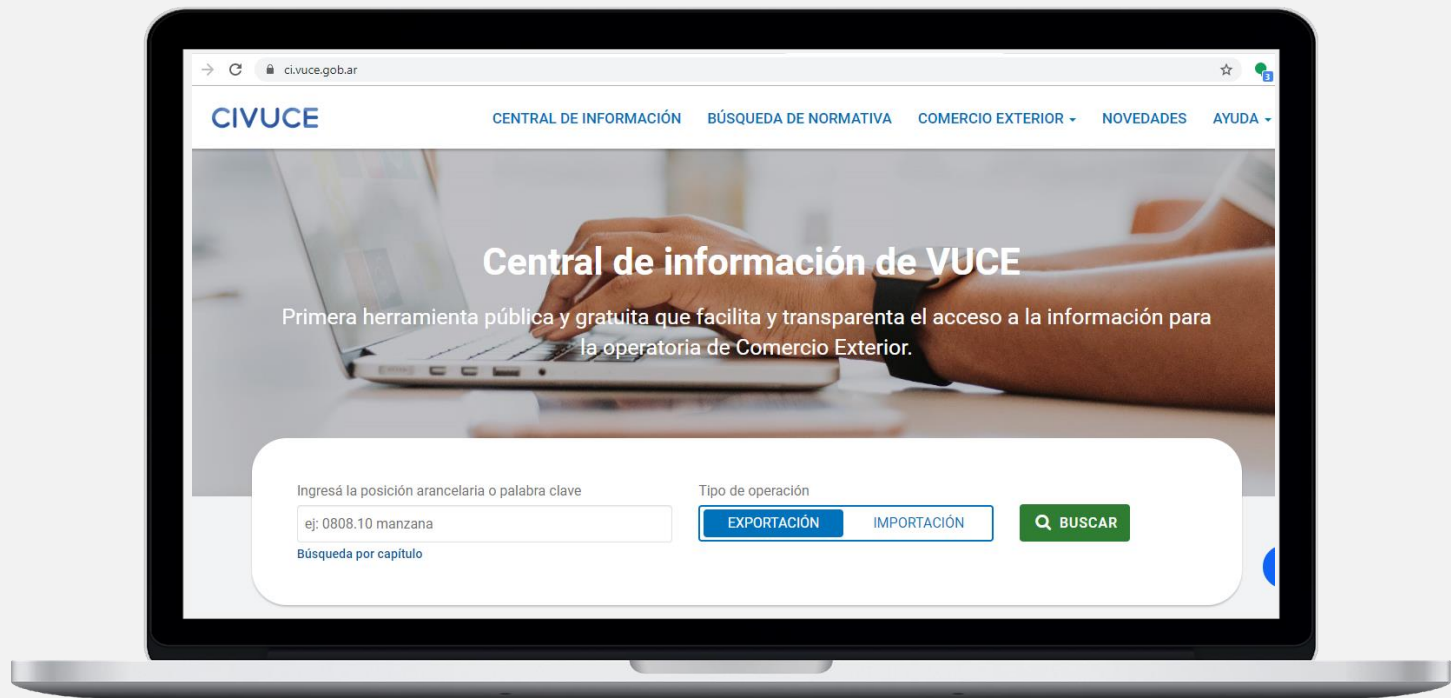 ci.vuce.gob.ar
3
CIVUCE
CENTRAL DE INFORMACIÓN BÚSQUEDA DE NORMATIVA COMERCIO EXTERIOR NOVEDADES AYUDA
Central de información de VUCE
Primera herramienta pública y gratuita que facilita y transparenta el acceso a la información para
la operatoria de Comercio Exterior.
Ingresá la posición arancelaria o palabra clave
Tipo de operación
ej: 0808.10 manzana
EXPORTACIÓN IMPORTACIÓN
BUSCAR
Búsqueda por capítulo